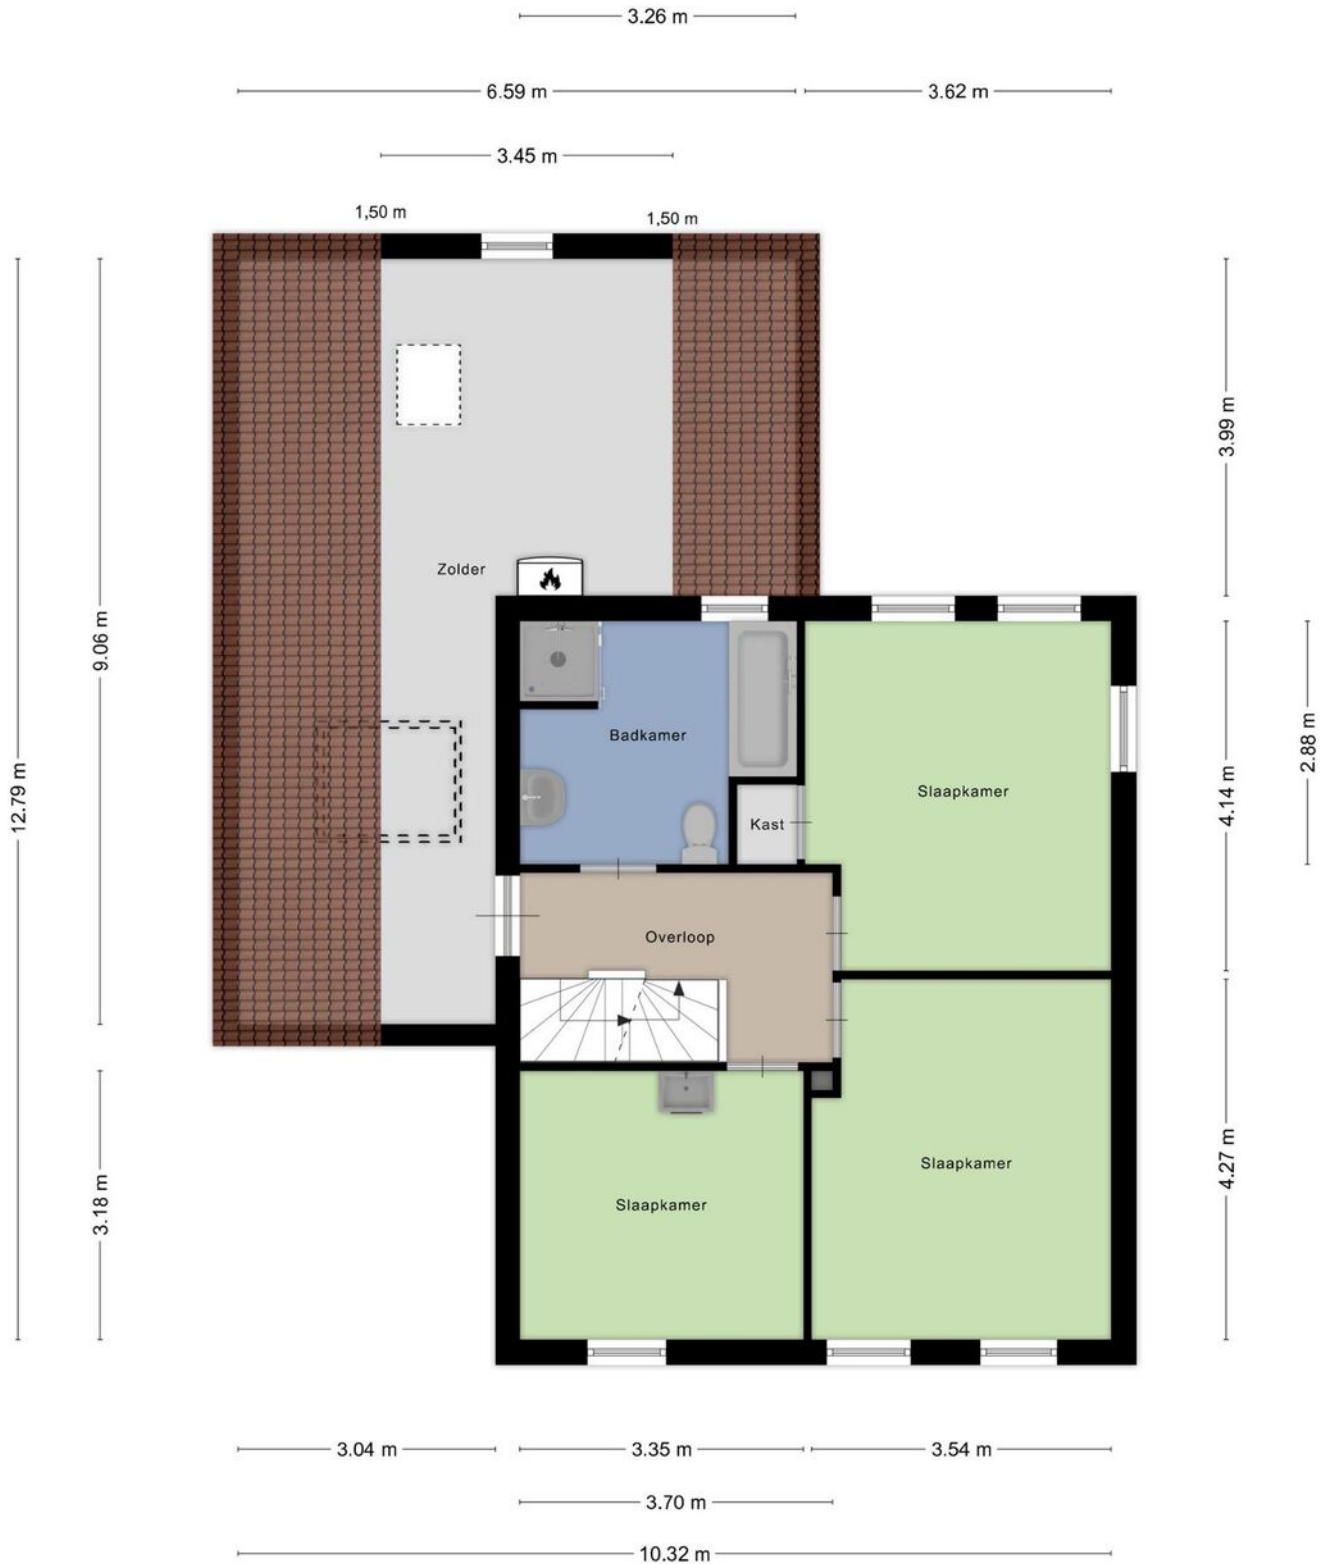 3.26 m
6.59 m
3.62 m
3.45 m
1,50 m
1,50 m
3.99 m
Zolder
9.06 m
Badkamer
2.88 m
12.79 m
Slaapkamer
4.14 m
Kast
Overloop
4.27 m
Slaapkamer
3.18 m
Slaapkamer
3.04 m
3.35 m
3.54 m
3.70 m
10.32 m